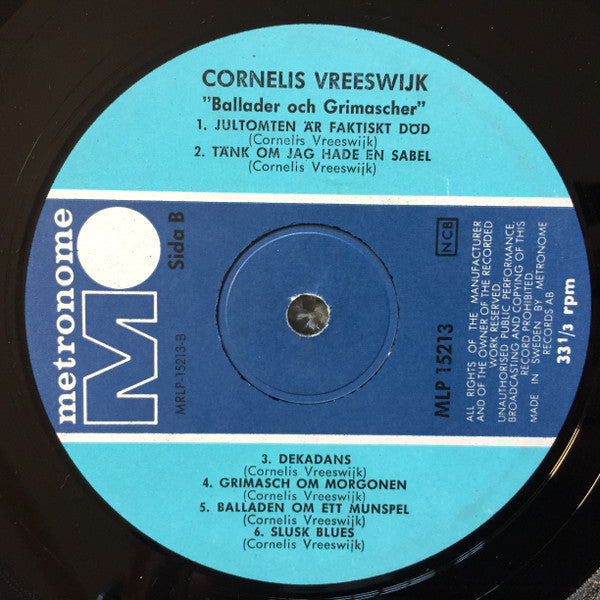 CORNELIS VREESWIJK
"Ballader och Grimascher"
1. JULTOMTEN ÄR FAKTISKT DÖD
(Cornelis Vreeswijk)
2. TÄNK OM JAG HADE EN SABEL
(Cornelis Vreeswijk)
metronome
MO
Sida B
MRLP-15213-B
NCB
MLP 15213
ALL RIGHTS OF THE MANUFACTURER
AND OF THE OWNER OF THE RECORDED
WORK RESERVED.
UNAUTHORISED PUBLIC PERFORMANCE,
BROADCASTING AND COPYING OF THIS
RECORD PROHIBITED.
MADE IN SWEDEN BY METRONOME
RECORDS AB
33 1/3 rpm
3. DEKADANS
(Cornelis Vreeswijk)
4. GRIMASCH OM MORGONEN
(Cornelis Vreeswijk)
5. BALLADEN OM ETT MUNSPEL
(Cornelis Vreeswijk)
6. SLUSK BLUES
(Cornelis Vreeswijk)